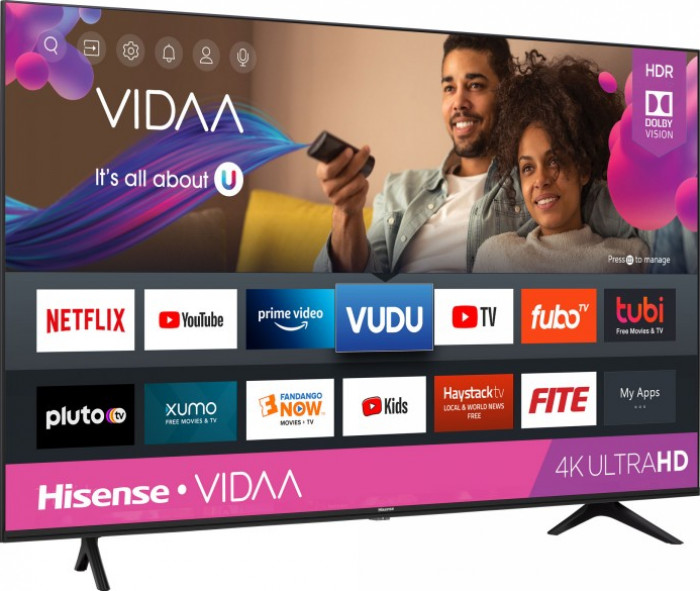 HDR
DOLBY
VISION
VIDAA
It's all about U
Press to manage
NETFLIX
YouTube
prime video
VUDU
TV
fuboTV
tubi
Free Movies & TV
pluto tv
XUMO
FREE MOVIES & TV
FANDANGO
NOW
MOVIES + TV
Kids
Haystack tv
LOCAL & WORLD NEWS
FREE
FITE
My Apps
Hisense • VIDAA
4K ULTRAHD
Hisense